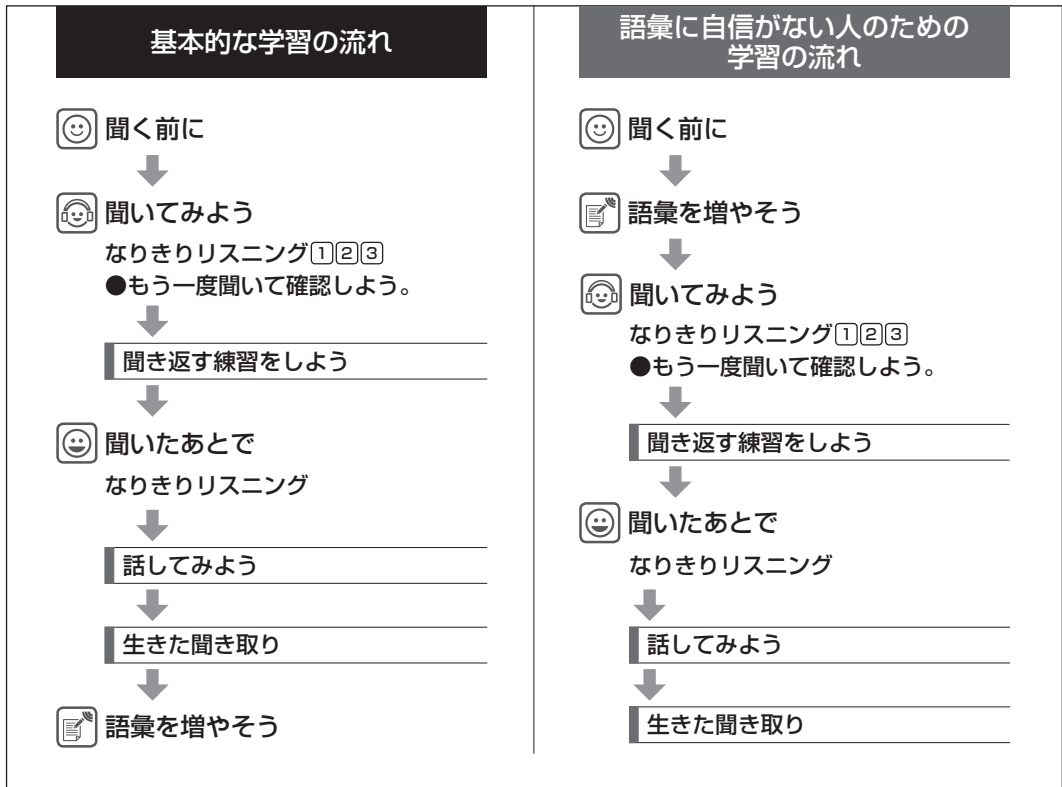 基本的な学習の流れ
聞く前に
聞いてみよう
なりきりリスニング123
●もう一度聞いて確認しよう。
聞き返す練習をしよう
聞いたあとで
なりきりリスニング
話してみよう
生きた聞き取り
語彙を増やそう
語彙に自信がない人のための
学習の流れ
聞く前に
語彙を増やそう
聞いてみよう
なりきりリスニング123
●もう一度聞いて確認しよう。
聞き返す練習をしよう
聞いたあとで
なりきりリスニング
話してみよう
生きた聞き取り